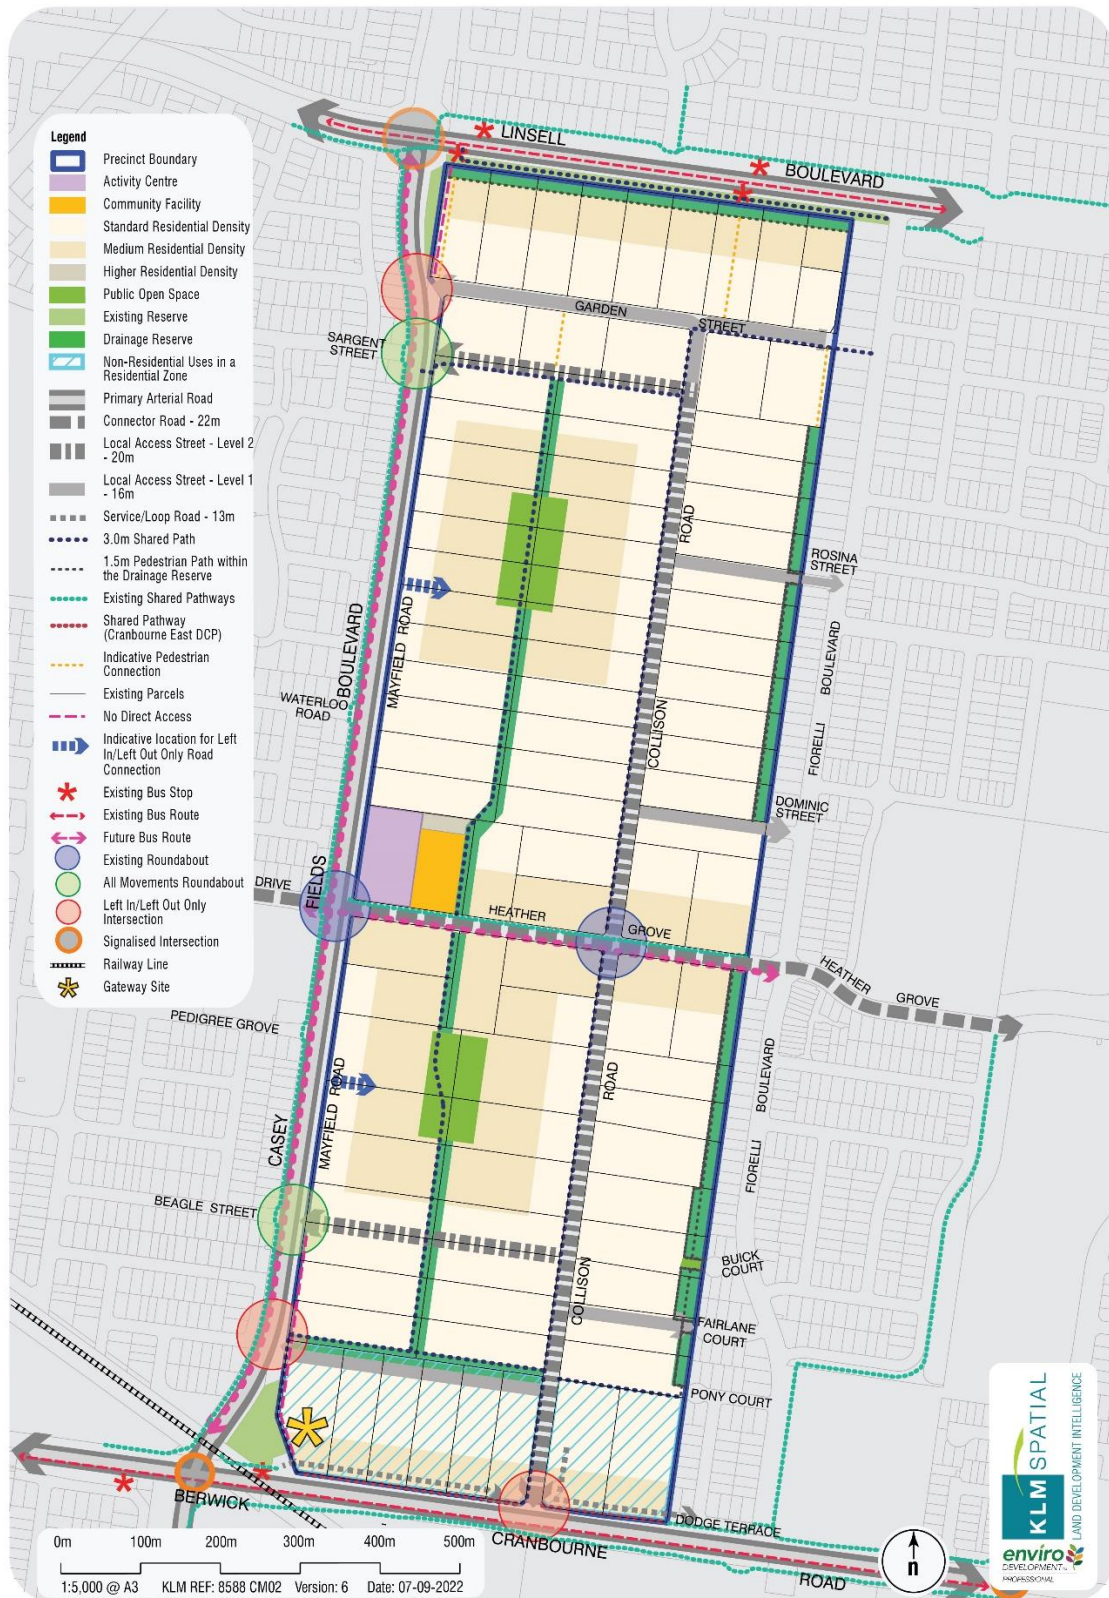 Legend
Precinct Boundary
Activity Centre
Community Facility
Standard Residential Density
Medium Residential Density
Higher Residential Density
Public Open Space
Existing Reserve
Drainage Reserve
Non-Residential Uses in a
Residential Zone
Primary Arterial Road
Connector Road - 22m
Local Access Street - Level 2
- 20m
Local Access Street - Level 1
- 16m
Service/Loop Road - 13m
3.0m Shared Path
1.5m Pedestrian Path within
the Drainage Reserve
Existing Shared Pathways
Shared Pathway
(Cranbourne East DCP)
Indicative Pedestrian
Connection
Existing Parcels
No Direct Access
Indicative location for Left
In/Left Out Only Road
Connection
Existing Bus Stop
Existing Bus Route
Future Bus Route
Existing Roundabout
All Movements Roundabout
Left In/Left Out Only
Intersection
Signalised Intersection
Railway Line
Gateway Site
LINSELL
BOULEVARD
GARDEN
STREET
SARGENT
STREET
ROAD
ROSINA
STREET
BOULEVARD
MAYFIELD ROAD
WATERLOO
ROAD
COLLISON
BOULEVARD
FIORELLI
DOMINIC
STREET
FIELDS
DRIVE
HEATHER
GROVE
HEATHER
GROVE
PEDIGREE GROVE
MAYFIELD ROAD
ROAD
BOULEVARD
CASEY
FIORELLI
BEAGLE STREET
BUICK
COURT
COLLISON
FAIRLANE
COURT
PONY COURT
BERWICK
CRANBOURNE
DODGE TERRACE
ROAD
0m 100m 200m 300m 400m 500m
1:5,000 @ A3 KLM REF: 8588 CM02 Version: 6 Date: 07-09-2022
n
KLM SPATIAL
LAND DEVELOPMENT INTELLIGENCE
enviro
DEVELOPMENT
PROFESSIONAL